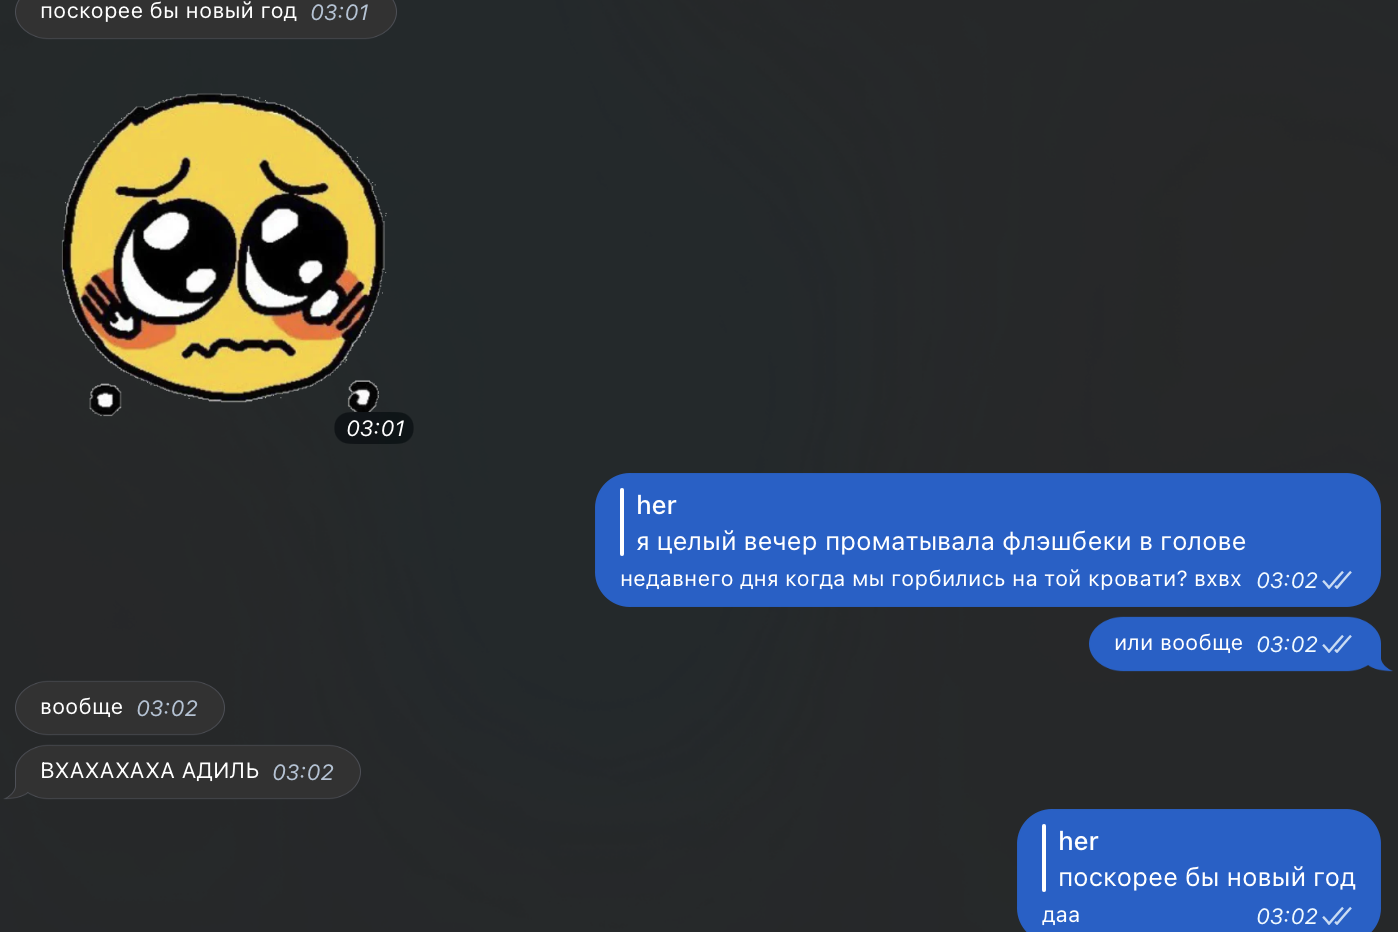 поскорее бы новый год 03:01
03:01
her
я целый вечер проматывала флэшбеки в голове
недавнего дня когда мы горбились на той кровати? вхвх 03:02
или вообще 03:02
вообще 03:02
ВХАХАХАХА АДИЛЬ 03:02
her
поскорее бы новый год
даа 03:02